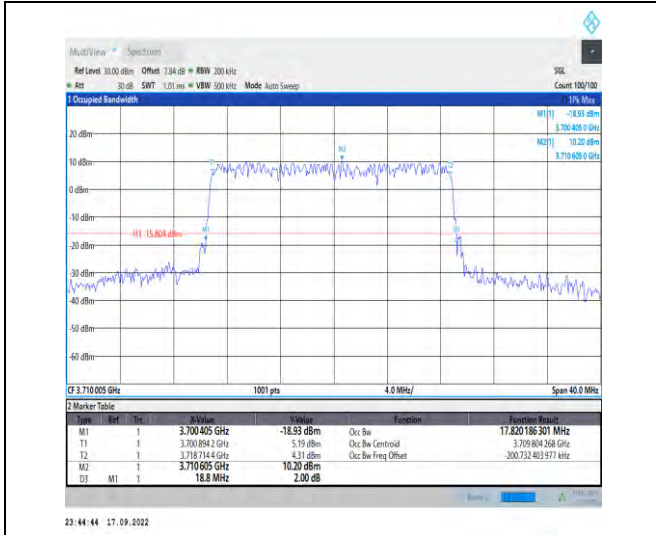 MultiView Spectrum
Ref Level 30.00 dBm Offset 7.84 dB RBW 200 kHz SGL
Att 30 dB SWT 1.01 ms VBW 500 kHz Mode Auto Sweep Count 100/100
1 Occupied Bandwidth 1Pk Max
M1[1] -18.93 dBm
3.700 405 0 GHz
M2[1] 10.20 dBm
3.710 605 0 GHz
20 dBm
M2
10 dBm
T1
0 dBm
-10 dBm
M1
H1 -15.804 dBm
-20 dBm
-30 dBm
-40 dBm
-50 dBm
-60 dBm
CF 3.710 005 GHz 1001 pts 4.0 MHz/ Span 40.0 MHz
2 Marker Table
Type Ref Trc X-Value Y-Value Function Function Result
M1 1 3.700 405 GHz -18.93 dBm Occ Bw 17.820 186 301 MHz
T1 1 3.700 894 2 GHz 5.19 dBm Occ Bw Centroid 3.709 804 268 GHz
T2 1 3.718 714 4 GHz 4.31 dBm Occ Bw Freq Offset -200.732 403 977 kHz
M2 1 3.710 605 GHz 10.20 dBm
D3 M1 1 18.8 MHz 2.00 dB
23:44:44 17.09.2022